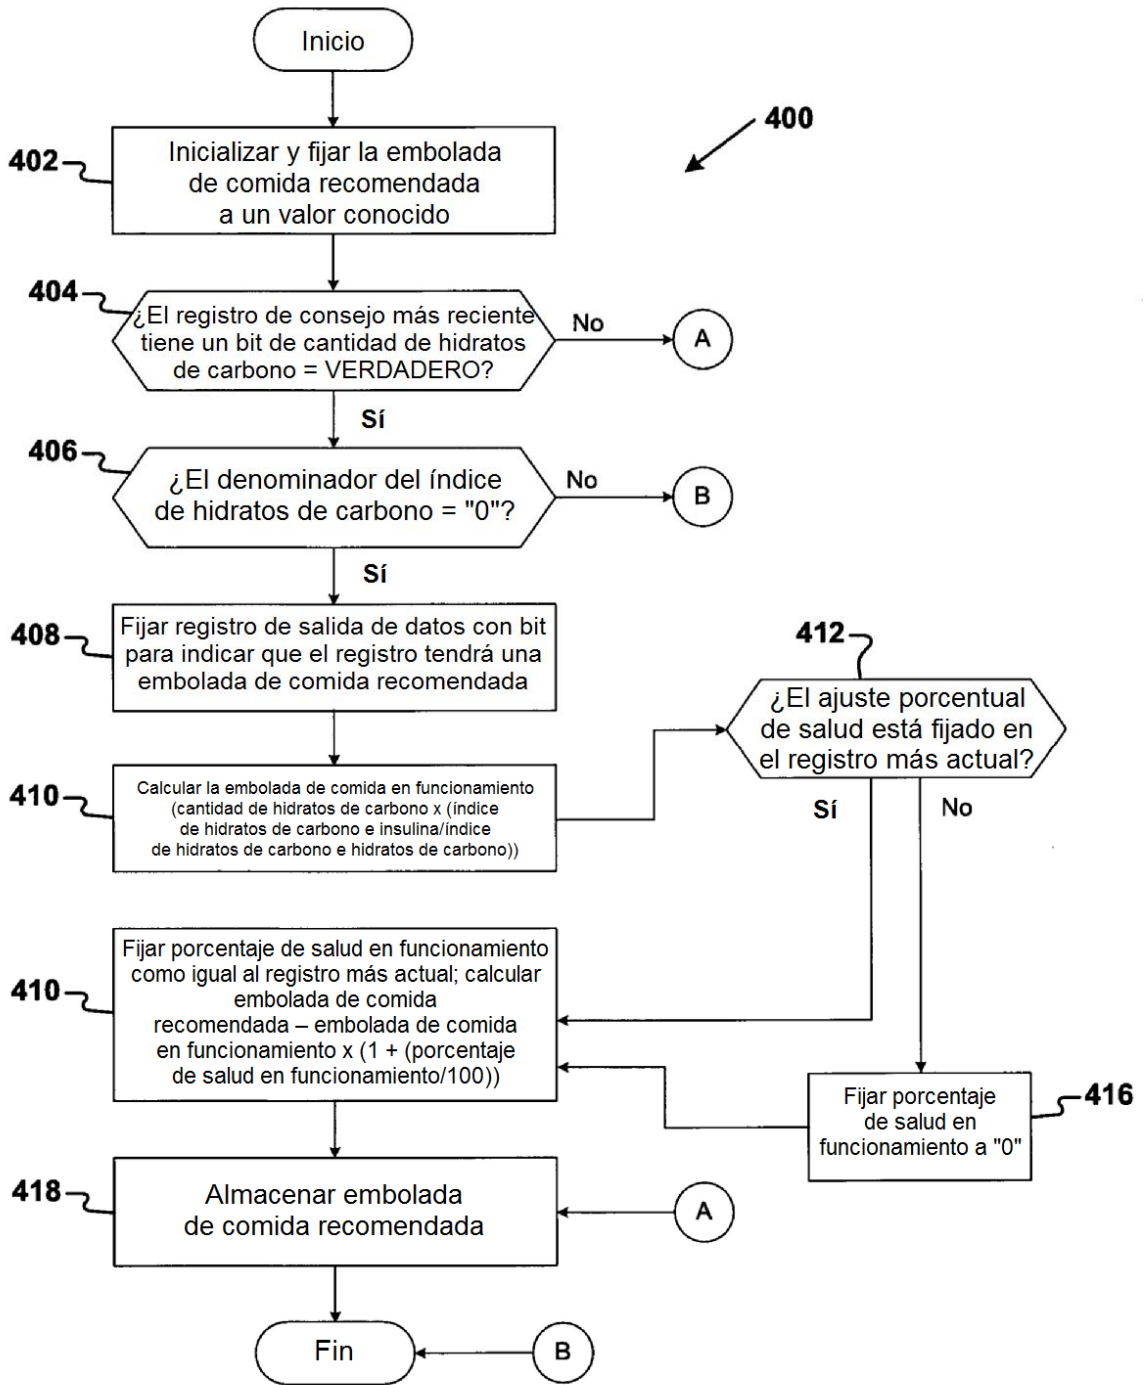 Inicio
400
402
Inicializar y fijar la embolada
de comida recomendada
a un valor conocido
404
¿El registro de consejo más reciente
tiene un bit de cantidad de hidratos
de carbono = VERDADERO?
No
A
Sí
406
¿El denominador del índice
de hidratos de carbono = "0"?
No
B
Sí
408
Fijar registro de salida de datos con bit
para indicar que el registro tendrá una
embolada de comida recomendada
410
Calcular la embolada de comida en funcionamiento
(cantidad de hidratos de carbono x (índice
de hidratos de carbono e insulina/índice
de hidratos de carbono e hidratos de carbono))
412
¿El ajuste porcentual
de salud está fijado en
el registro más actual?
Sí
No
410
Fijar porcentaje de salud en funcionamiento
como igual al registro más actual; calcular
embolada de comida
recomendada – embolada de comida
en funcionamiento x (1 + (porcentaje
de salud en funcionamiento/100))
Fijar porcentaje
de salud en
funcionamiento a "0"
416
418
Almacenar embolada
de comida recomendada
A
Fin
B